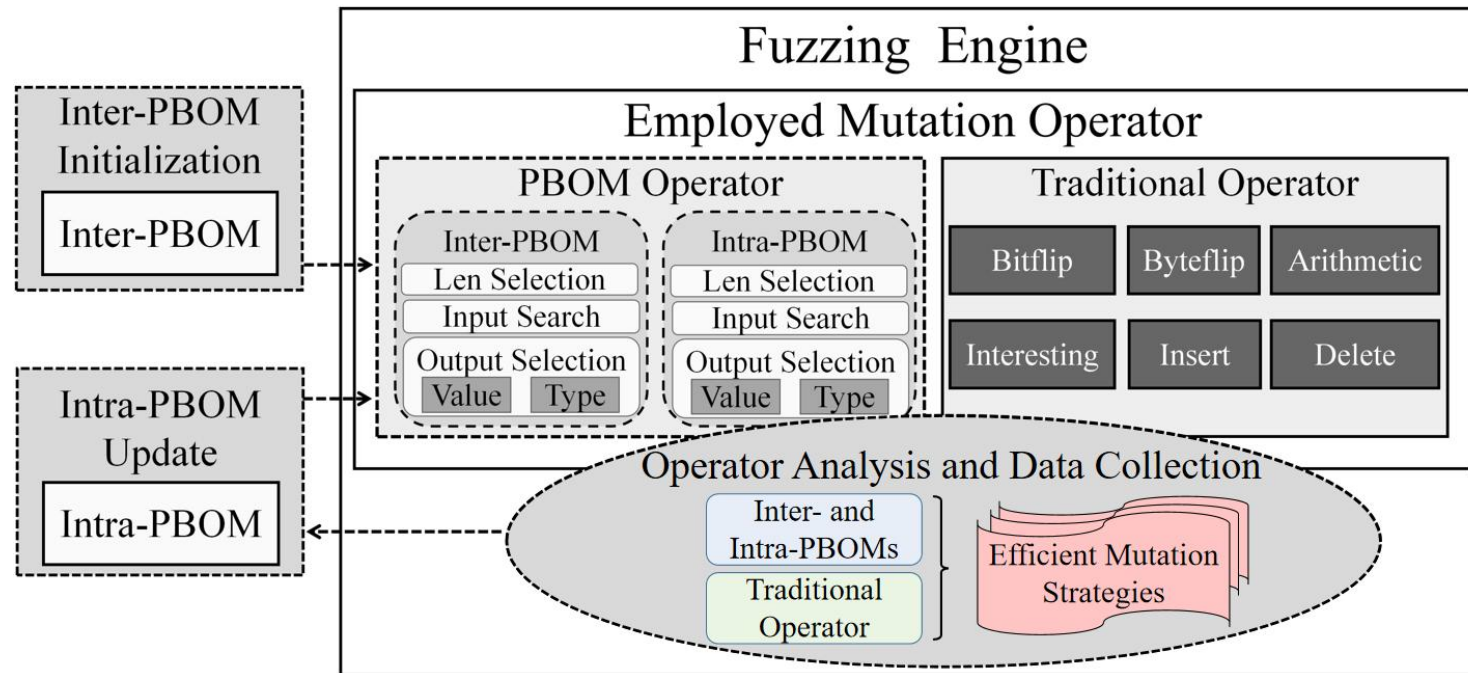 Fuzzing Engine
Inter-PBOM
Initialization
Inter-PBOM
Intra-PBOM
Update
Intra-PBOM
Employed Mutation Operator
PBOM Operator
Inter-PBOM
Len Selection
Input Search
Output Selection
Value
Type
Intra-PBOM
Len Selection
Input Search
Output Selection
Value
Type
Traditional Operator
Bitflip
Byteflip
Arithmetic
Interesting
Insert
Delete
Operator Analysis and Data Collection
Inter- and
Intra-PBOMs
Traditional
Operator
Efficient Mutation
Strategies